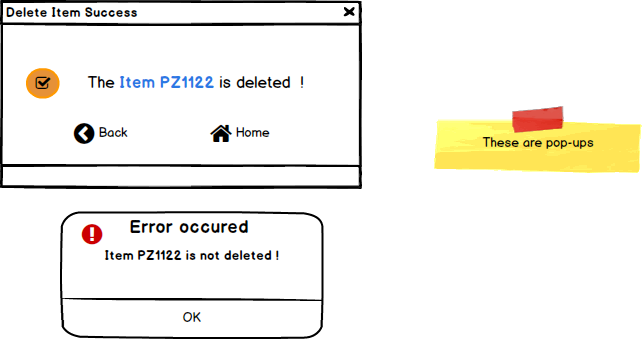 Delete Item Success
The Item PZ1122 is deleted !
Back
Home
These are pop-ups
Error occured
Item PZ1122 is not deleted !
OK